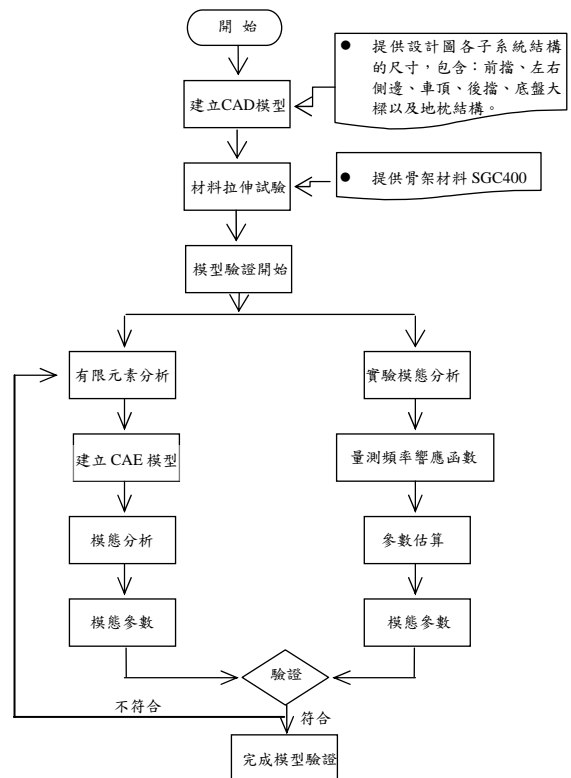 開 始
● 提供設計圖各子系統結構
的尺寸，包含：前擋、左右
側邊、車頂、後擋、底盤大
樑以及地枕結構。
建立CAD模型
材料拉伸試驗
● 提供骨架材料 SGC400
模型驗證開始
有限元素分析
實驗模態分析
建立 CAE 模型
量測頻率響應函數
模態分析
參數估算
模態參數
模態參數
驗證
不符合
符合
完成模型驗證